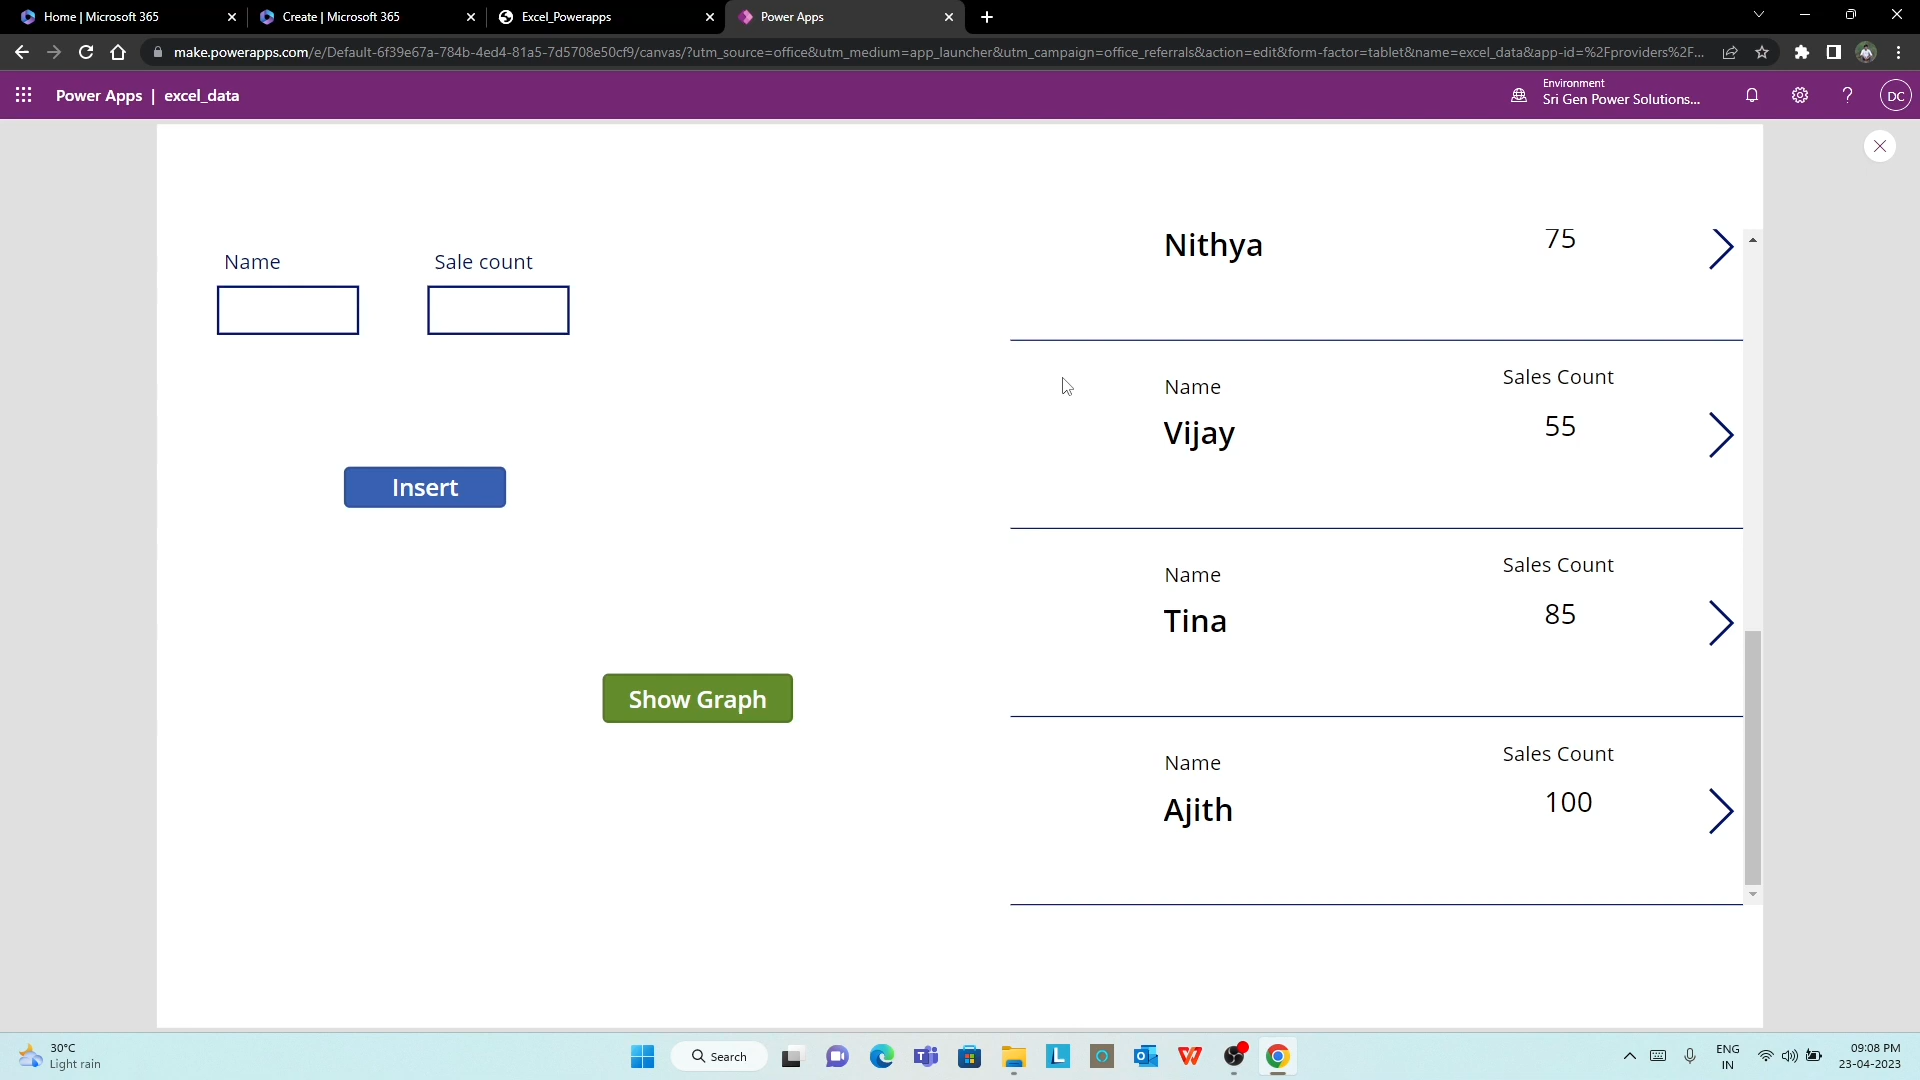 Home | Microsoft 365
Create | Microsoft 365
Excel_Powerapps
Power Apps
make.powerapps.com/e/Default-6f39e67a-784b-4ed4-81a5-7d5708e50cf9/canvas/?utm_source=office&utm_medium=app_launcher&utm_campaign=office_referrals&action=edit&form-factor=tablet&name=excel_data&app-id=%2Fproviders%2F...
Power Apps | excel_data
Environment
Sri Gen Power Solutions...
DC
Name
Sale count
Insert
Show Graph
Nithya
75
Name
Sales Count
Vijay
55
Name
Sales Count
Tina
85
Name
Sales Count
Ajith
100
30°C
Light rain
Search
ENG
IN
09:08 PM
23-04-2023